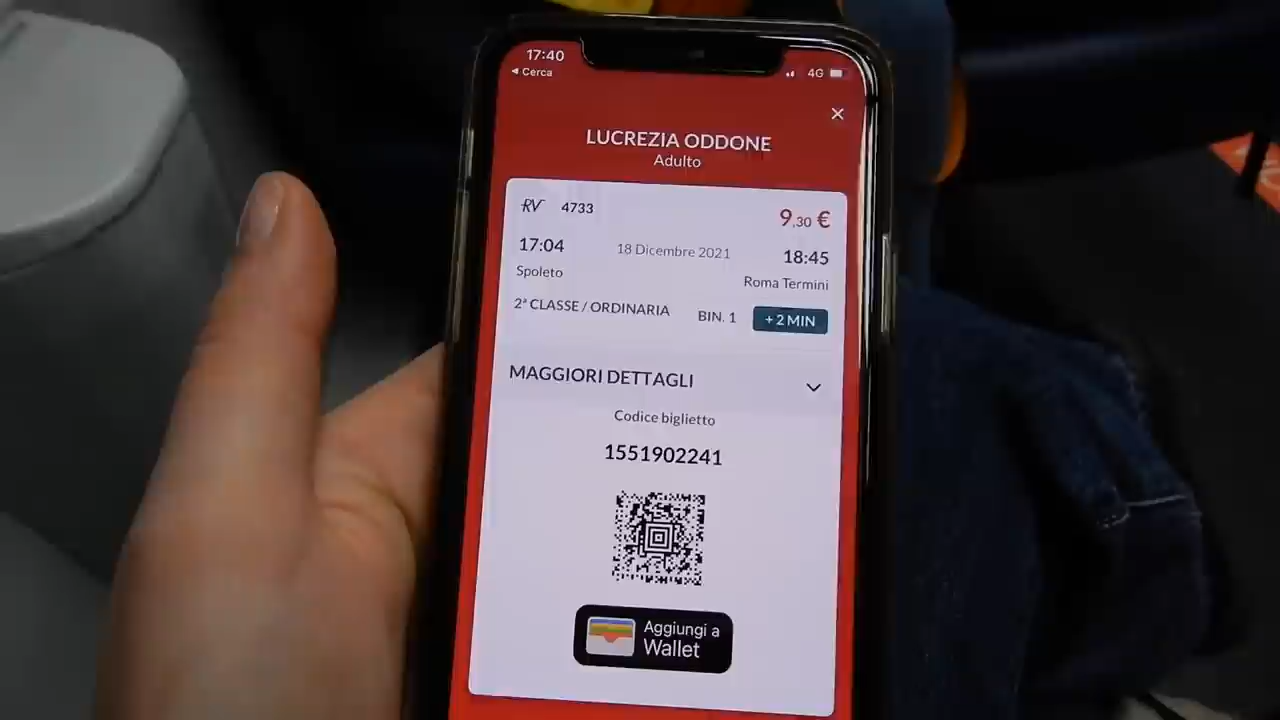 17:40
◀ Cerca
4G
LUCREZIA ODDONE
Adulto
RV 4733
9,30 €
17:04
18 Dicembre 2021
18:45
Spoleto
Roma Termini
2ª CLASSE / ORDINARIA
BIN. 1
+ 2 MIN
MAGGIORI DETTAGLI
Codice biglietto
1551902241
Aggiungi a
Wallet